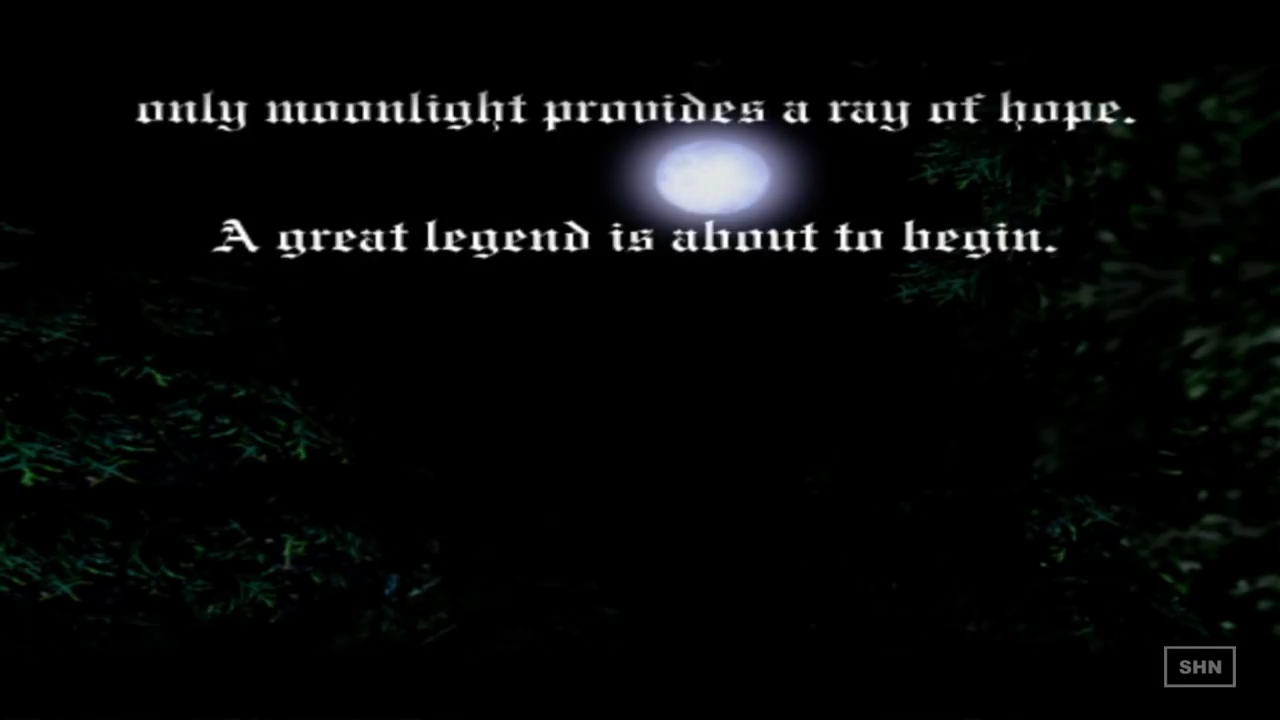 only moonlight provides a ray of hope.
A great legend is about to begin.
SHN